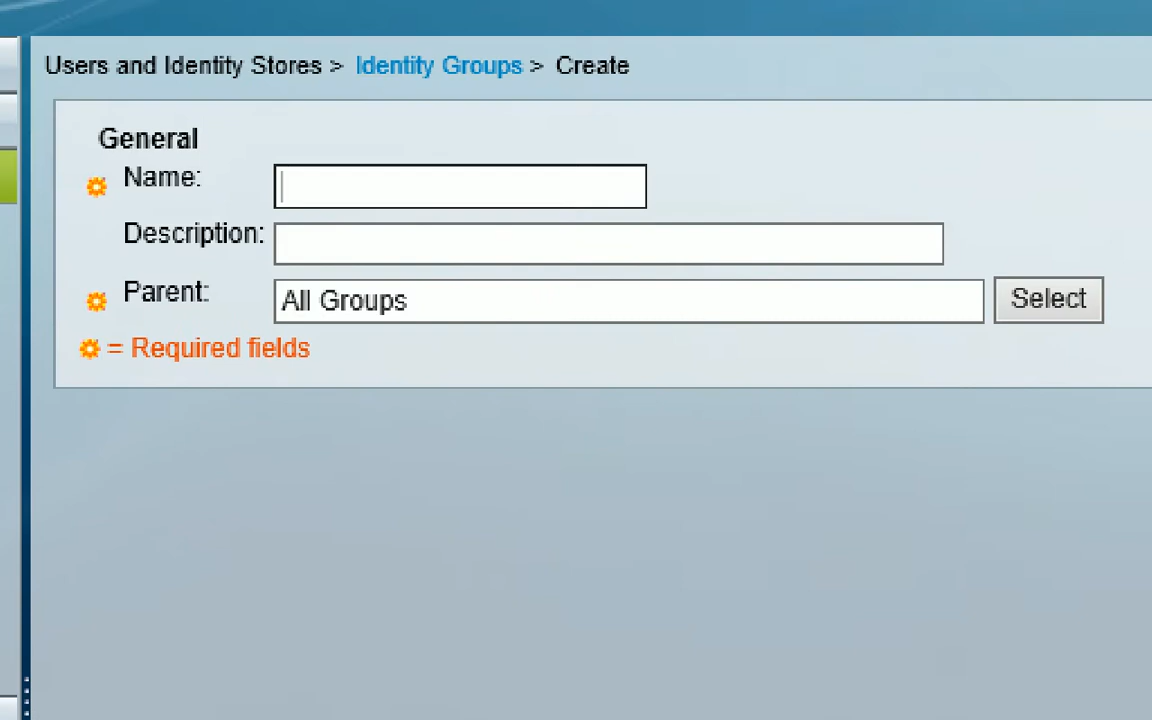 Users and Identity Stores > Identity Groups > Create
General
Name:
Description:
Parent: All Groups Select
= Required fields